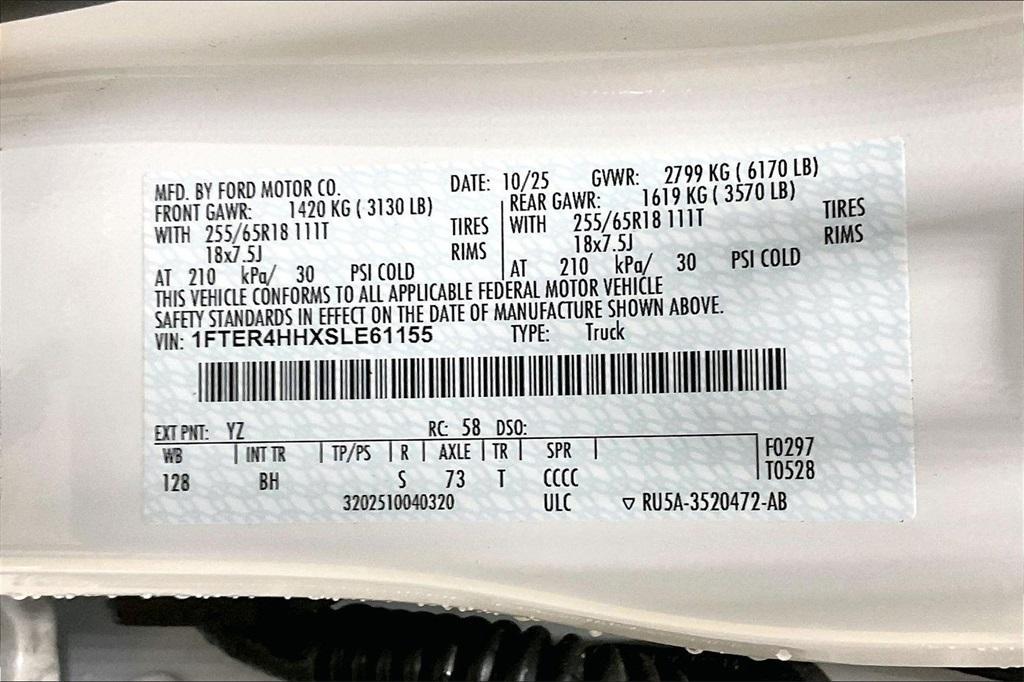 MFD. BY FORD MOTOR CO. DATE: 10/25 GVWR: 2799 KG ( 6170 LB)
FRONT GAWR: 1420 KG ( 3130 LB) REAR GAWR: 1619 KG ( 3570 LB)
WITH 255/65R18 111T TIRES WITH 255/65R18 111T TIRES
18x7.5J RIMS 18x7.5J RIMS
AT 210 kPa/ 30 PSI COLD AT 210 kPa/ 30 PSI COLD
THIS VEHICLE CONFORMS TO ALL APPLICABLE FEDERAL MOTOR VEHICLE
SAFETY STANDARDS IN EFFECT ON THE DATE OF MANUFACTURE SHOWN ABOVE.
VIN: 1FTER4HHXSLE61155 TYPE: Truck
EXT PNT: YZ RC: 58 DSO:
WB INT TR TP/PS R AXLE TR SPR F0297
128 BH S 73 T CCCC T0528
3202510040320 ULC ▽ RU5A-3520472-AB